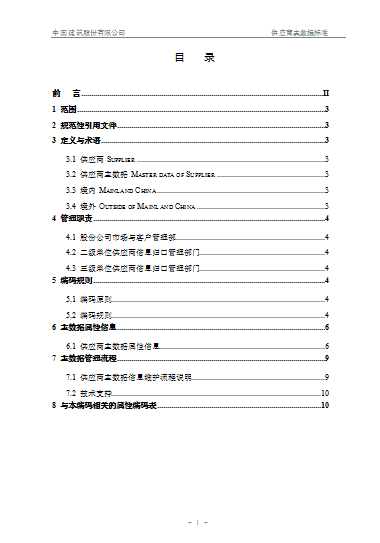 中国建筑股份有限公司 供应商主数据标准
目 录
前 言 II
1 范围 3
2 规范性引用文件 3
3 定义与术语 3
3.1 供应商 SUPPLIER 3
3.2 供应商主数据 MASTER DATA OF SUPPLIER 3
3.3 境内 MAINLAND CHINA 3
3.4 境外 OUTSIDE OF MAINLAND CHINA 3
4 管理职责 4
4.1 股份公司市场与客户管理部 4
4.2 二级单位供应商信息归口管理部门 4
4.3 三级单位供应商信息归口管理部门 4
5 编码规则 4
5.1 编码原则 4
5.2 编码规则 4
6 主数据属性信息 6
6.1 供应商主数据属性信息 6
7 主数据管理流程 9
7.1 供应商主数据信息维护流程说明 9
7.2 技术支持 10
8 与本编码相关的属性编码表 10
- I -